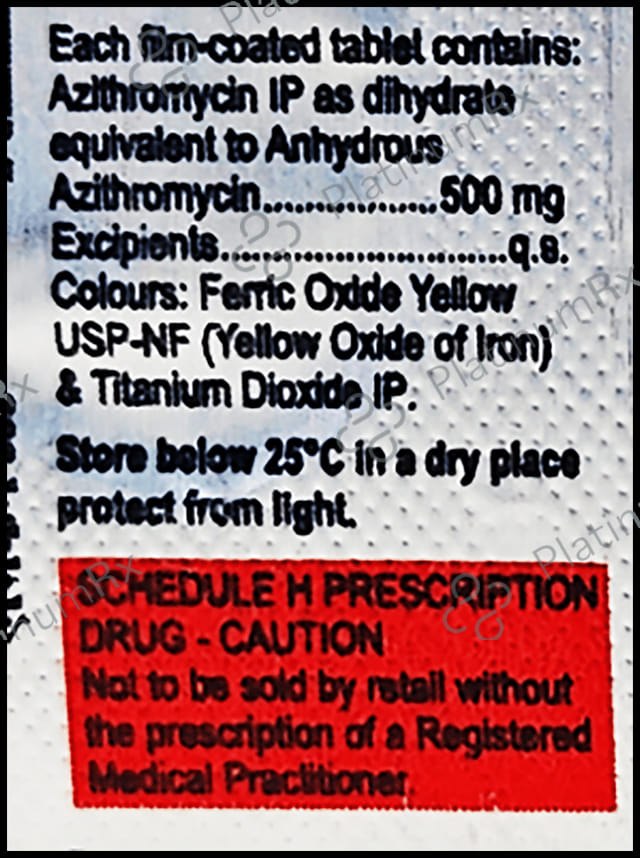 Each film-coated tablet contains:
Azithromycin IP as dihydrate
equivalent to Anhydrous
Azithromycin.................500 mg
Excipients............................q.s.
Colours: Ferric Oxide Yellow
USP-NF (Yellow Oxide of Iron)
& Titanium Dioxide IP.
Store below 25°C in a dry place
protect from light.
SCHEDULE H PRESCRIPTION
DRUG - CAUTION
Not to be sold by retail without
the prescription of a Registered
Medical Practitioner.
PlatinumRx